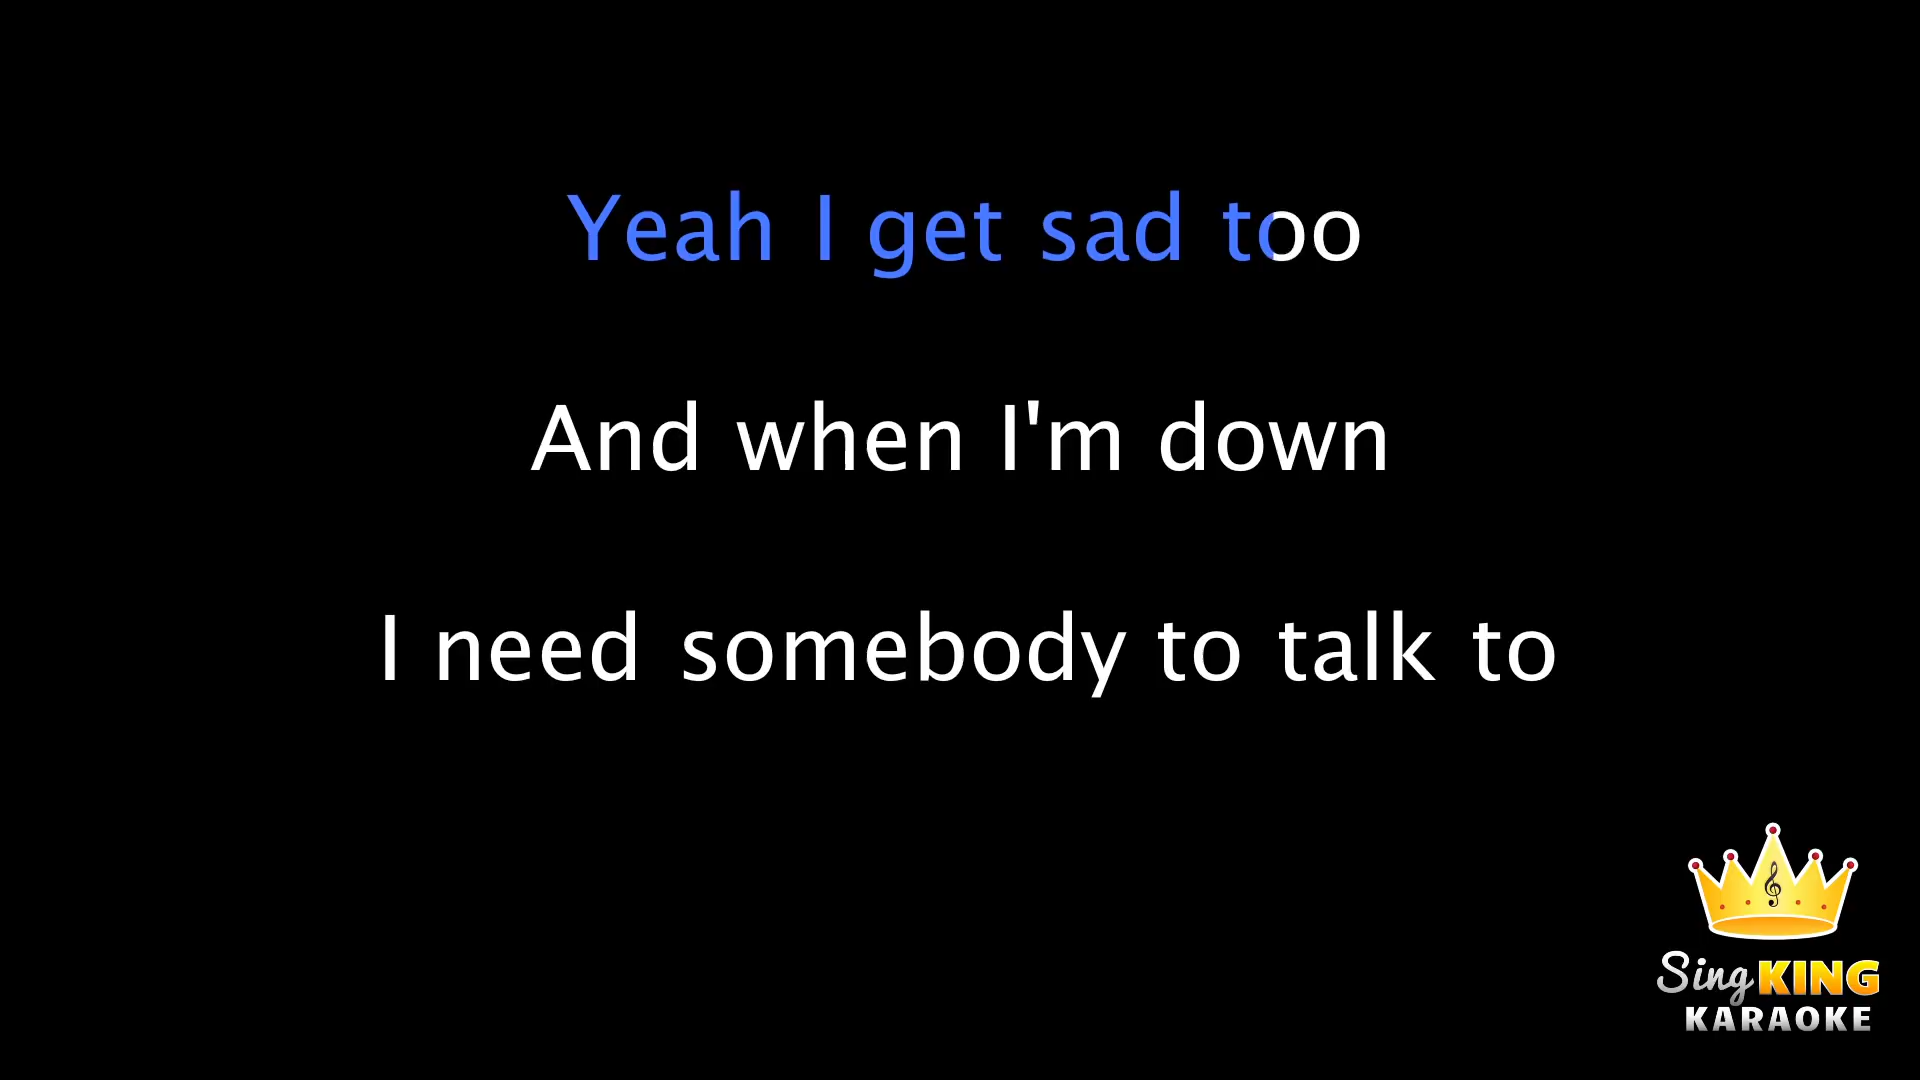 Yeah I get sad too
And when I'm down
I need somebody to talk to
Sing KING
KARAOKE